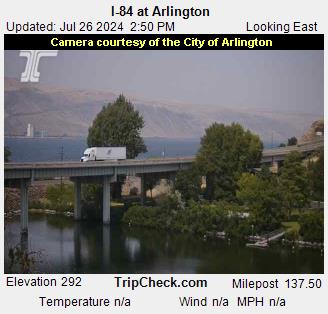 I-84 at Arlington
Updated: Jul 26 2024 2:50 PM Looking East
Camera courtesy of the City of Arlington
Elevation 292 TripCheck.com Milepost 137.50
Temperature n/a Wind n/a MPH n/a